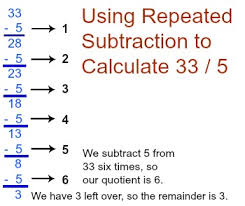 Using Repeated
Subtraction to
Calculate 33 / 5
33
- 5 → 1
28
- 5 → 2
23
- 5 → 3
18
- 5 → 4
13
- 5 → 5
8
- 5 → 6
3
We subtract 5 from
33 six times, so
our quotient is 6.
We have 3 left over, so the remainder is 3.